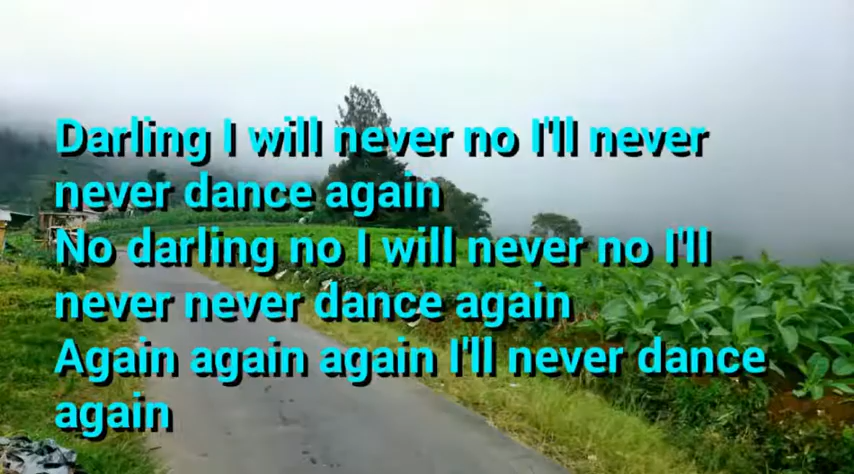 Darling I will never no I'll never
never dance again
No darling no I will never no I'll
never never dance again
Again again again I'll never dance
again